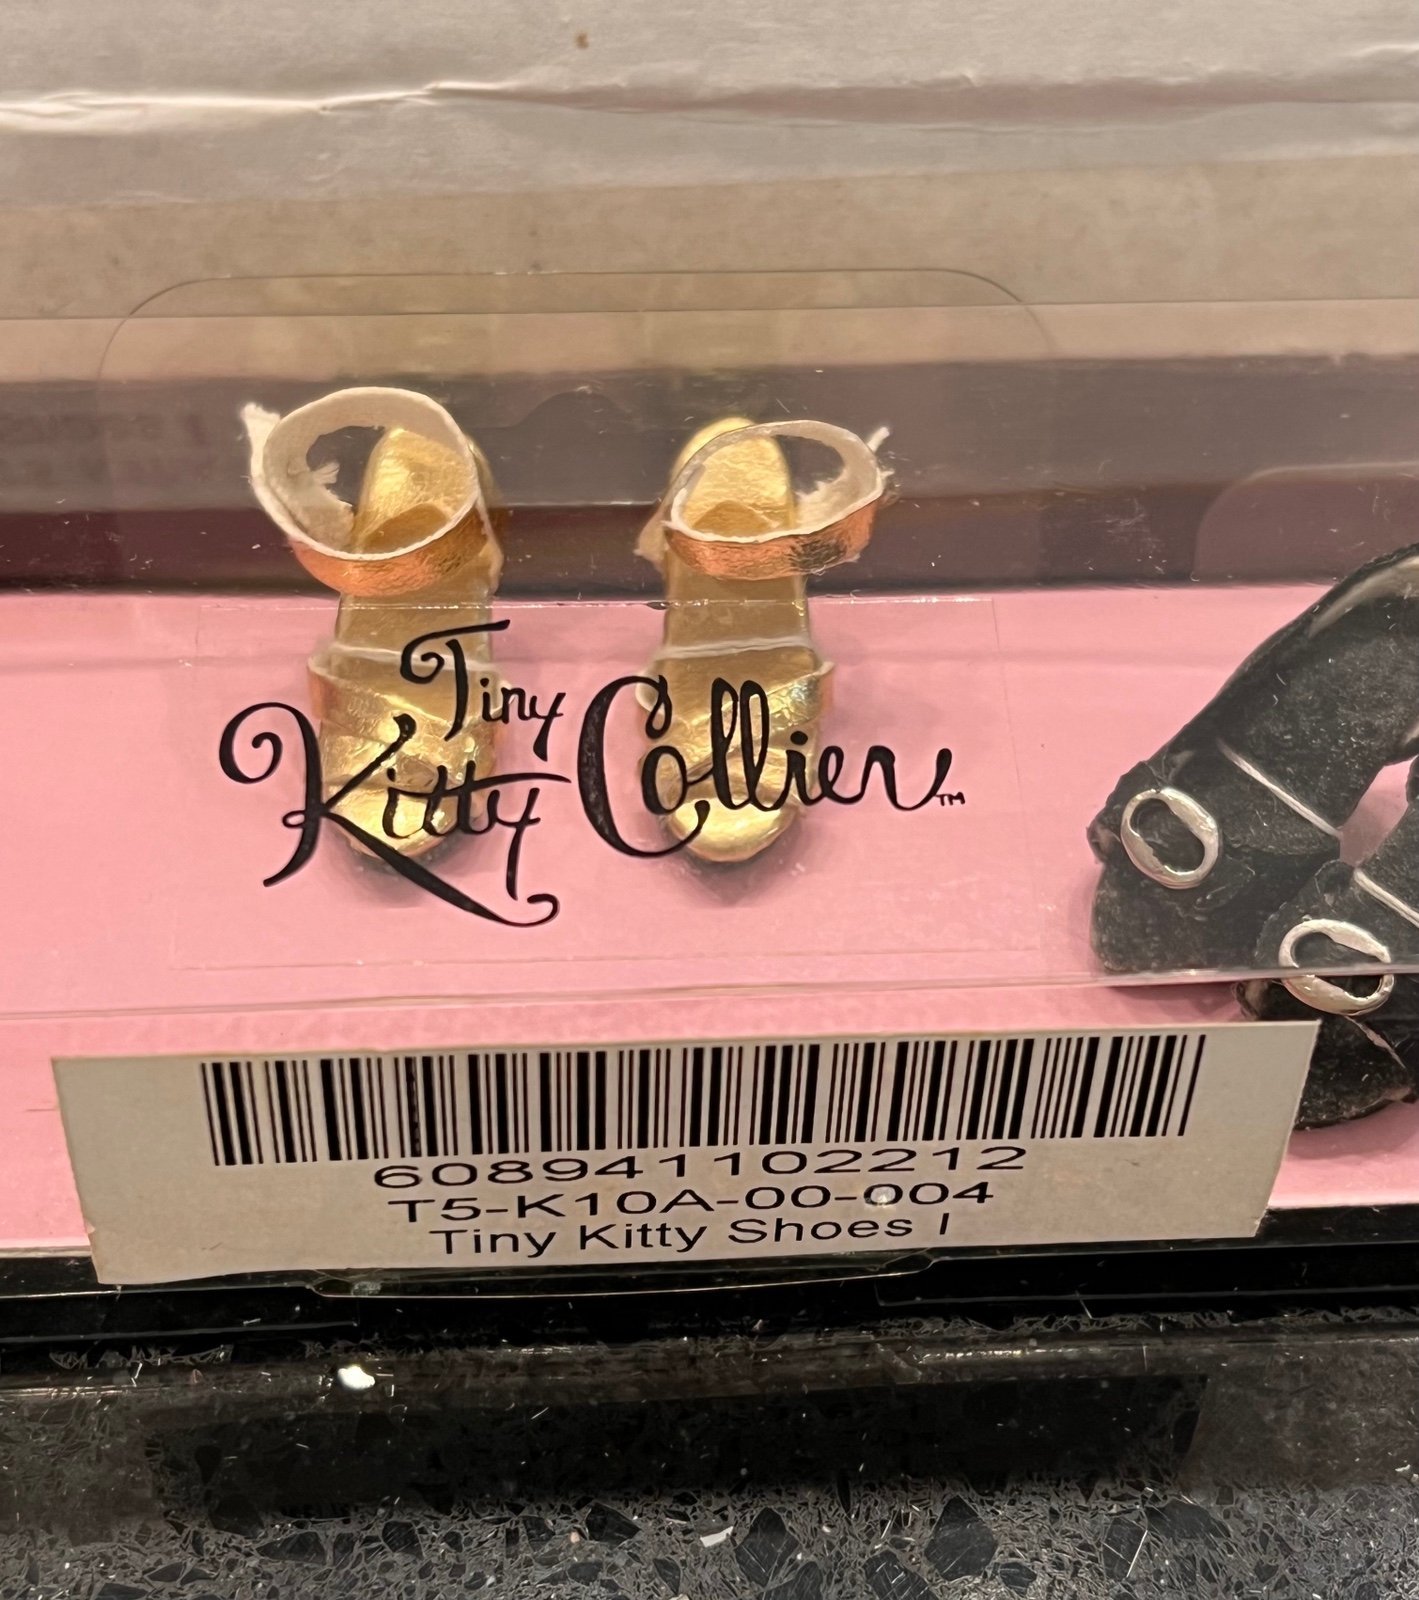 Tiny
Kitty Collier™
608941102212
T5-K10A-00-004
Tiny Kitty Shoes I